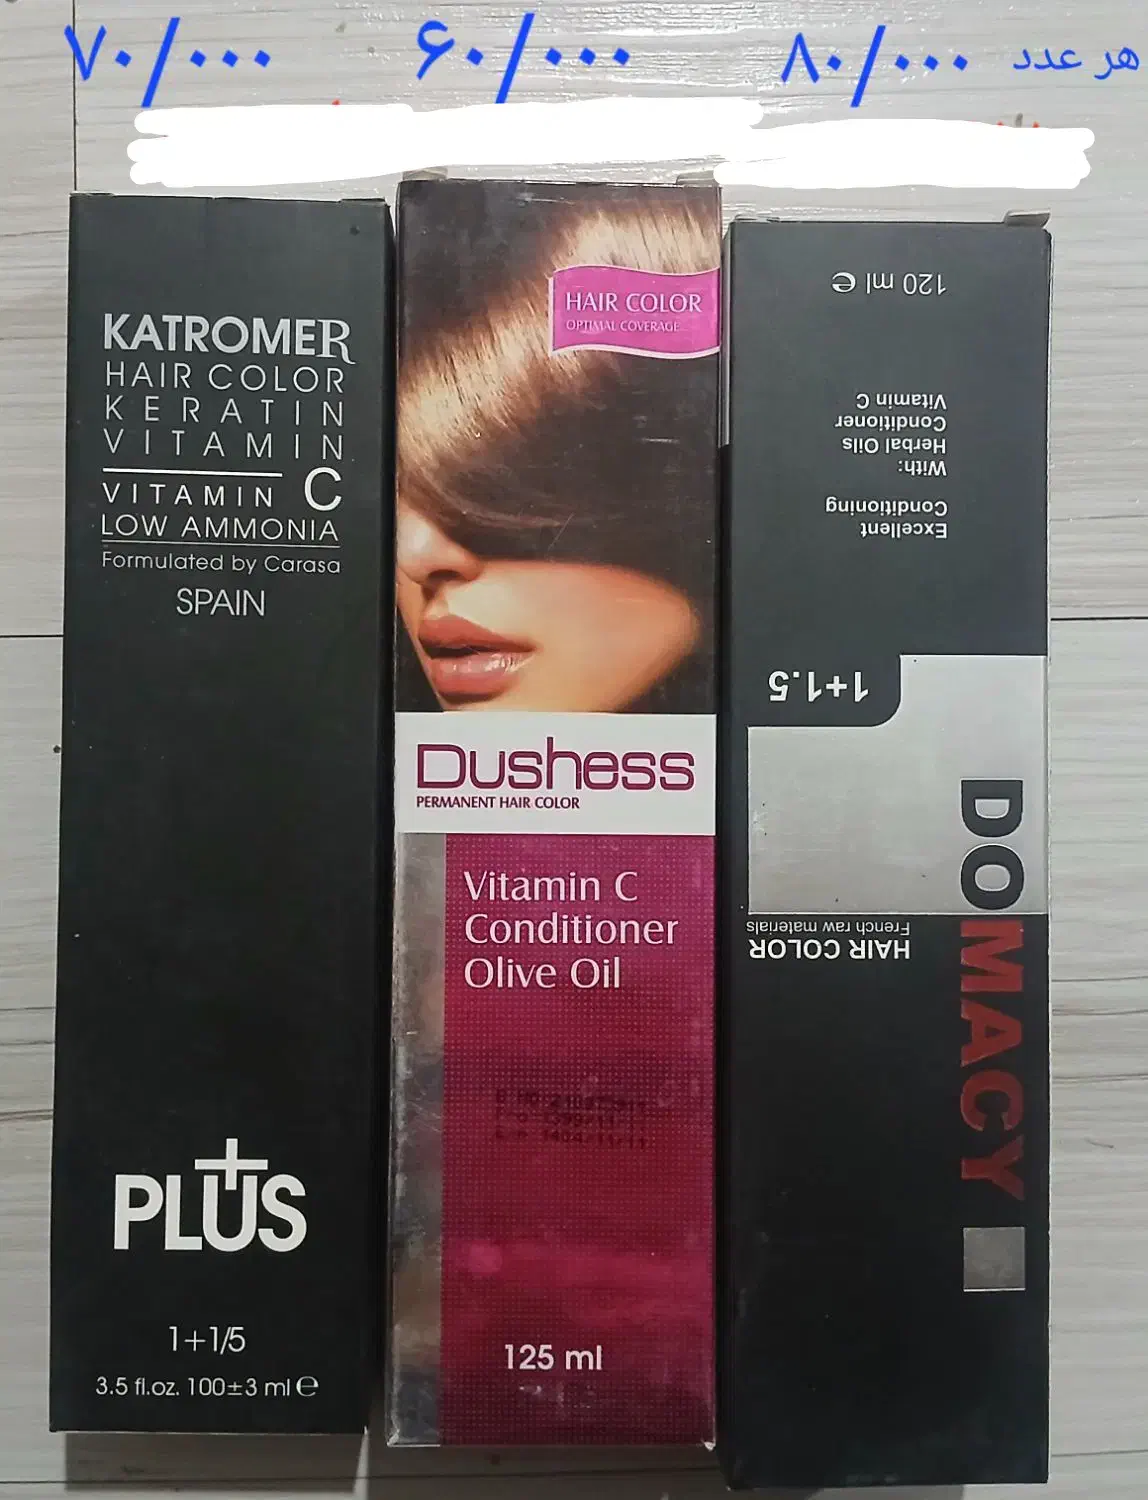 هر عدد ۸۰/۰۰۰ ۶۰/۰۰۰ ۷۰/۰۰۰
KATROMER
HAIR COLOR
KERATIN
VITAMIN
VITAMIN C
LOW AMMONIA
Formulated by Carasa
SPAIN
PLUS
1+1/5
3.5 fl.oz. 100±3 ml e
HAIR COLOR
OPTIMAL COVERAGE
Dushess
PERMANENT HAIR COLOR
Vitamin C
Conditioner
Olive Oil
1404/11/11
125 ml
DOMACY
HAIR COLOR
French raw materials
1+1.5
Excellent
Conditioning
With:
Herbal Oils
Conditioner
Vitamin C
120 ml e